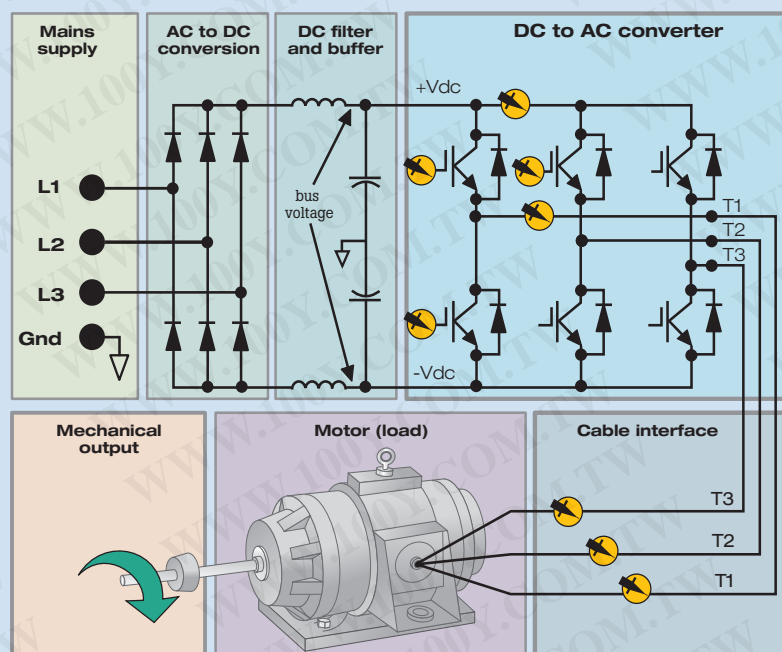 Mains
supply
AC to DC
conversion
DC filter
and buffer
DC to AC converter
+Vdc
L1
L2
L3
Gnd
bus
voltage
T1
T2
T3
-Vdc
Mechanical
output
Motor (load)
Cable interface
T3
T2
T1
WWW.100Y.COM.TW